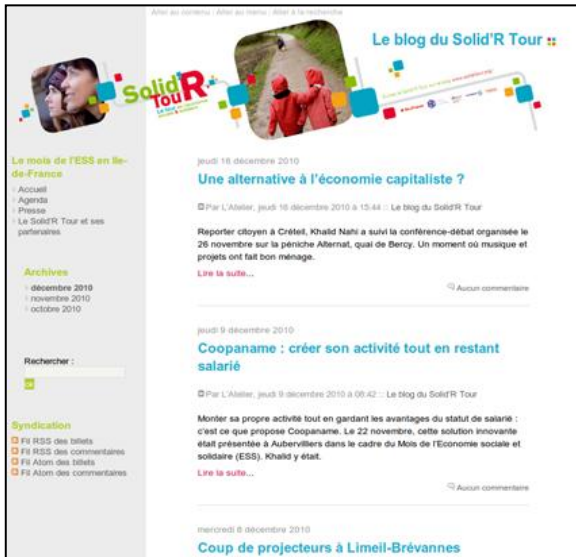 Aller au contenu | Aller au menu | Aller à la recherche
Le blog du Solid'R Tour
Solid'R
Tour
Le mois de l'ESS en Ile-
de-France
Accueil
Agenda
Presse
Le Solid'R Tour et ses
partenaires
Archives
décembre 2010
novembre 2010
octobre 2010
Rechercher :
ok
Syndication
Fil RSS des billets
Fil RSS des commentaires
Fil Atom des billets
Fil Atom des commentaires
jeudi 16 décembre 2010
Une alternative à l'économie capitaliste ?
Par L'Atelier, jeudi 16 décembre 2010 à 15:44 :: Le blog du Solid'R Tour
Reporter citoyen à Créteil, Khalid Nahi a suivi la conférence-débat organisée le
26 novembre sur la péniche Alternat, quai de Bercy. Un moment où musique et
projets ont fait bon ménage.
Lire la suite...
Aucun commentaire
jeudi 9 décembre 2010
Coopaname : créer son activité tout en restant
salarié
Par L'Atelier, jeudi 9 décembre 2010 à 06:42 :: Le blog du Solid'R Tour
Monter sa propre activité tout en gardant les avantages du statut de salarié :
c'est ce que propose Coopaname. Le 22 novembre, cette solution innovante
était présentée à Aubervilliers dans le cadre du Mois de l'Economie sociale et
solidaire (ESS). Khalid y était.
Lire la suite...
Aucun commentaire
mercredi 8 décembre 2010
Coup de projecteurs à Limeil-Brévannes